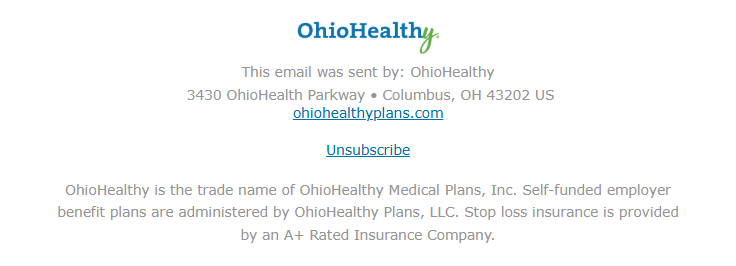 OhioHealthy
This email was sent by: OhioHealthy
3430 OhioHealth Parkway • Columbus, OH 43202 US
ohiohealthyplans.com
Unsubscribe
OhioHealthy is the trade name of OhioHealthy Medical Plans, Inc. Self-funded employer
benefit plans are administered by OhioHealthy Plans, LLC. Stop loss insurance is provided
by an A+ Rated Insurance Company.